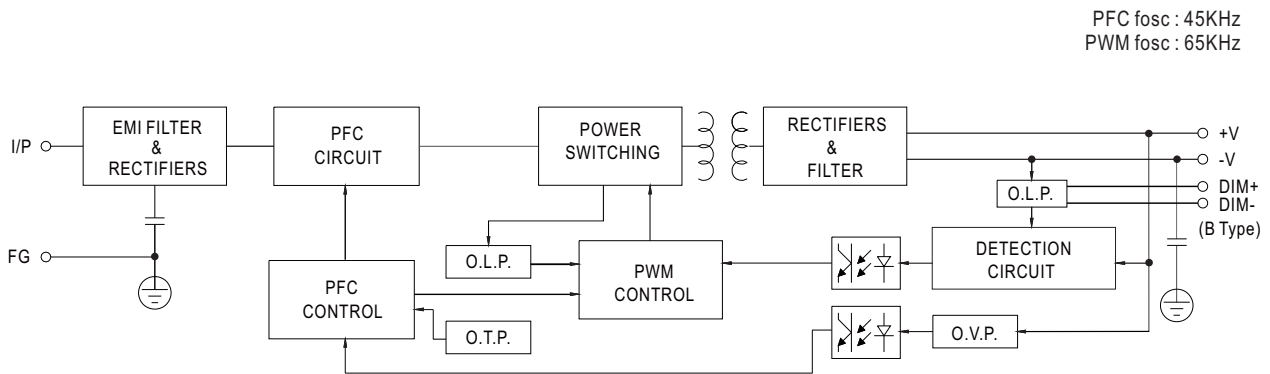 PFC fosc : 45KHz
PWM fosc : 65KHz
I/P
EMI FILTER
&
RECTIFIERS
PFC
CIRCUIT
POWER
SWITCHING
RECTIFIERS
&
FILTER
+V
-V
O.L.P.
DIM+
DIM-
(B Type)
FG
PFC
CONTROL
O.L.P.
PWM
CONTROL
DETECTION
CIRCUIT
O.T.P.
O.V.P.